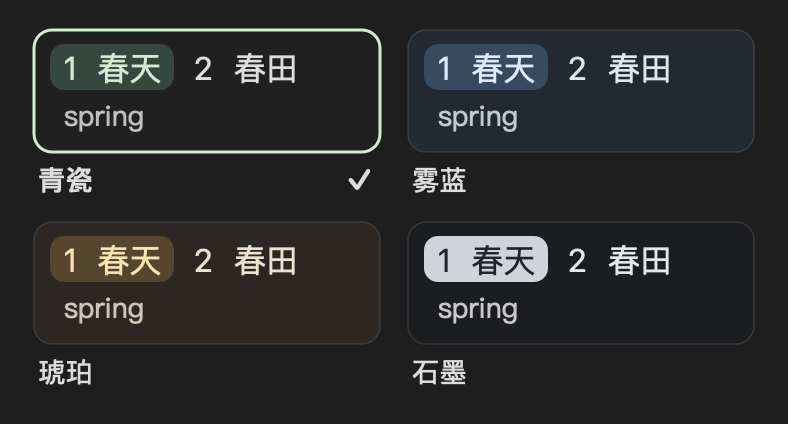 1 春天 2 春田
spring
青瓷
1 春天 2 春田
spring
雾蓝
1 春天 2 春田
spring
琥珀
1 春天 2 春田
spring
石墨